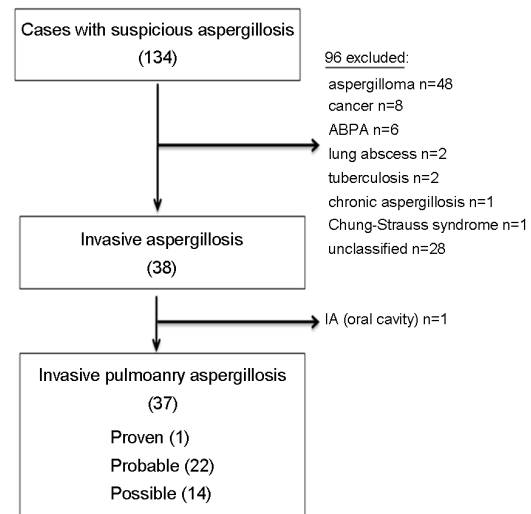 Cases with suspicious aspergillosis
(134)
96 excluded:
aspergilloma n=48
cancer n=8
ABPA n=6
lung abscess n=2
tuberculosis n=2
chronic aspergillosis n=1
Chung-Strauss syndrome n=1
unclassified n=28
Invasive aspergillosis
(38)
IA (oral cavity) n=1
Invasive pulmoanry aspergillosis
(37)
Proven (1)
Probable (22)
Possible (14)